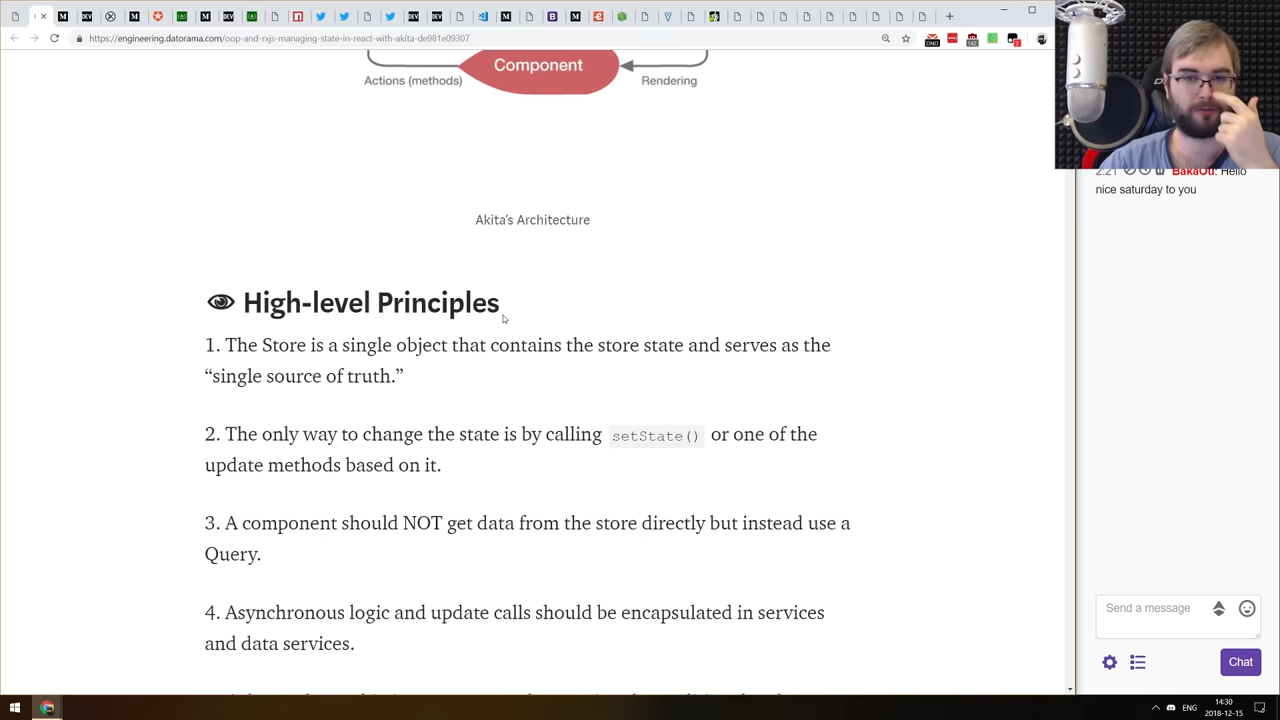 https://engineering.datorama.com/oop-and-rxjs-managing-state-in-react-with-akita-de981e09307
Component
Actions (methods)
Rendering
Akita’s Architecture
High-level Principles
1. The Store is a single object that contains the store state and serves as the
“single source of truth.”
2. The only way to change the state is by calling setState() or one of the
update methods based on it.
3. A component should NOT get data from the store directly but instead use a
Query.
4. Asynchronous logic and update calls should be encapsulated in services
and data services.
2:21 BakaOu: Hello
nice saturday to you
Send a message
Chat
ENG
14:30
2018-12-15